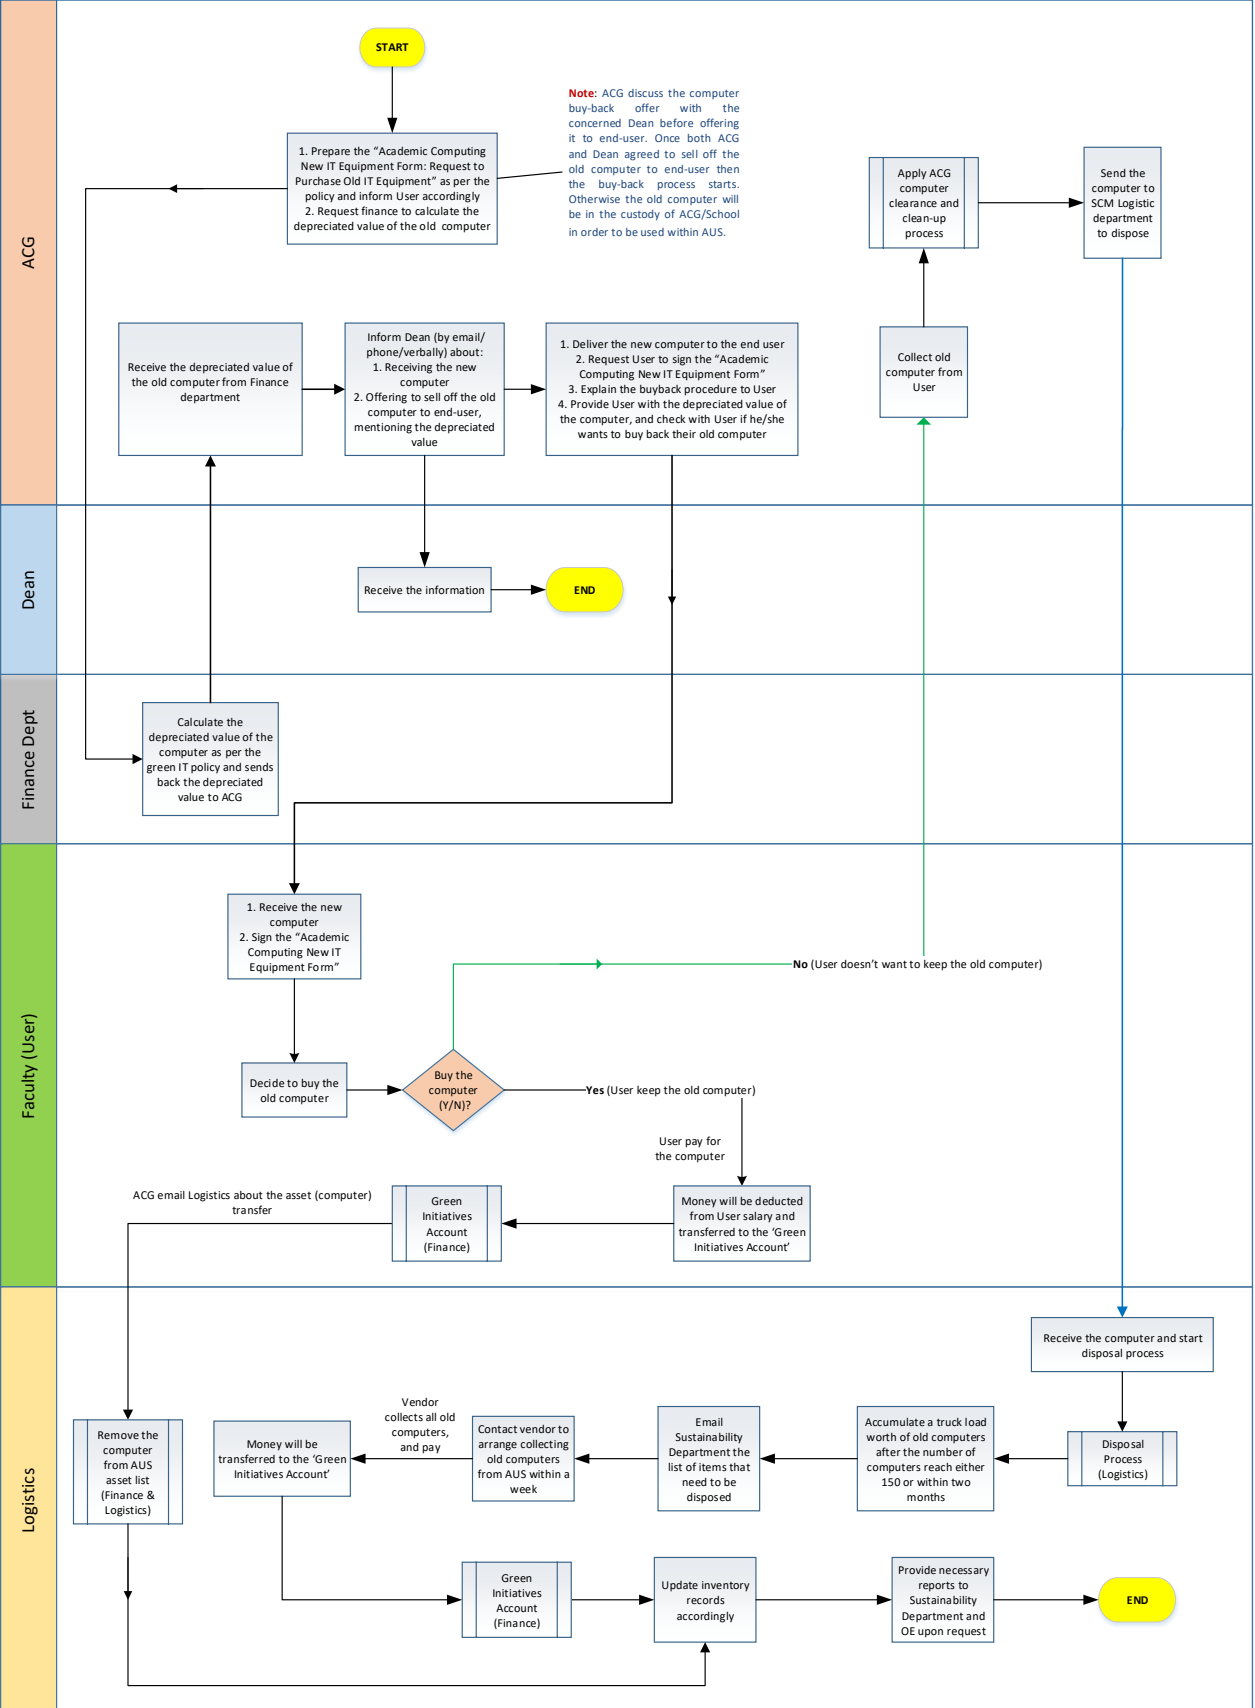 ACG
START
1. Prepare the “Academic Computing
New IT Equipment Form: Request to
Purchase Old IT Equipment” as per the
policy and inform User accordingly
2. Request finance to calculate the
depreciated value of the old  computer
Note: ACG discuss the computer
buy-back offer with the
concerned Dean before offering
it to end-user. Once both ACG
and Dean agreed to sell off the
old computer to end-user then
the buy-back process starts.
Otherwise the old computer will
be in the custody of ACG/School
in order to be used within AUS.
Apply ACG
computer
clearance and
clean-up
process
Send the
computer to
SCM Logistic
department
to dispose
Receive the depreciated value of
the old computer from Finance
department
Inform Dean (by email/
phone/verbally) about:
1. Receiving the new
computer
2. Offering to sell off the old
computer to end-user,
mentioning the depreciated
value
1. Deliver the new computer to the end user
2. Request User to sign the “Academic
Computing New IT Equipment Form”
3. Explain the buyback procedure to User
4. Provide User with the depreciated value of
the computer, and check with User if he/she
wants to buy back their old computer
Collect old
computer from
User
Dean
Receive the information
END
Finance Dept
Calculate the
depreciated value of the
computer as per the
green IT policy and sends
back the depreciated
value to ACG
Faculty (User)
1. Receive the new
computer
2. Sign the “Academic
Computing New IT
Equipment Form”
No (User doesn’t want to keep the old computer)
Decide to buy the
old computer
Buy the
computer
(Y/N)?
Yes (User keep the old computer)
User pay for
the computer
ACG email Logistics about the asset (computer)
transfer
Green
Initiatives
Account
(Finance)
Money will be deducted
from User salary and
transferred to the ‘Green
Initiatives Account’
Logistics
Receive the computer and start
disposal process
Remove the
computer
from AUS
asset list
(Finance &
Logistics)
Money will be
transferred to the ‘Green
Initiatives Account’
Vendor
collects all old
computers,
and pay
Contact vendor to
arrange collecting
old computers
from AUS within a
week
Email
Sustainability
Department the
list of items that
need to be
disposed
Accumulate a truck load
worth of old computers
after the number of
computers reach either
150 or within two
months
Disposal
Process
(Logistics)
Green
Initiatives
Account
(Finance)
Update inventory
records
accordingly
Provide necessary
reports to
Sustainability
Department and
OE upon request
END